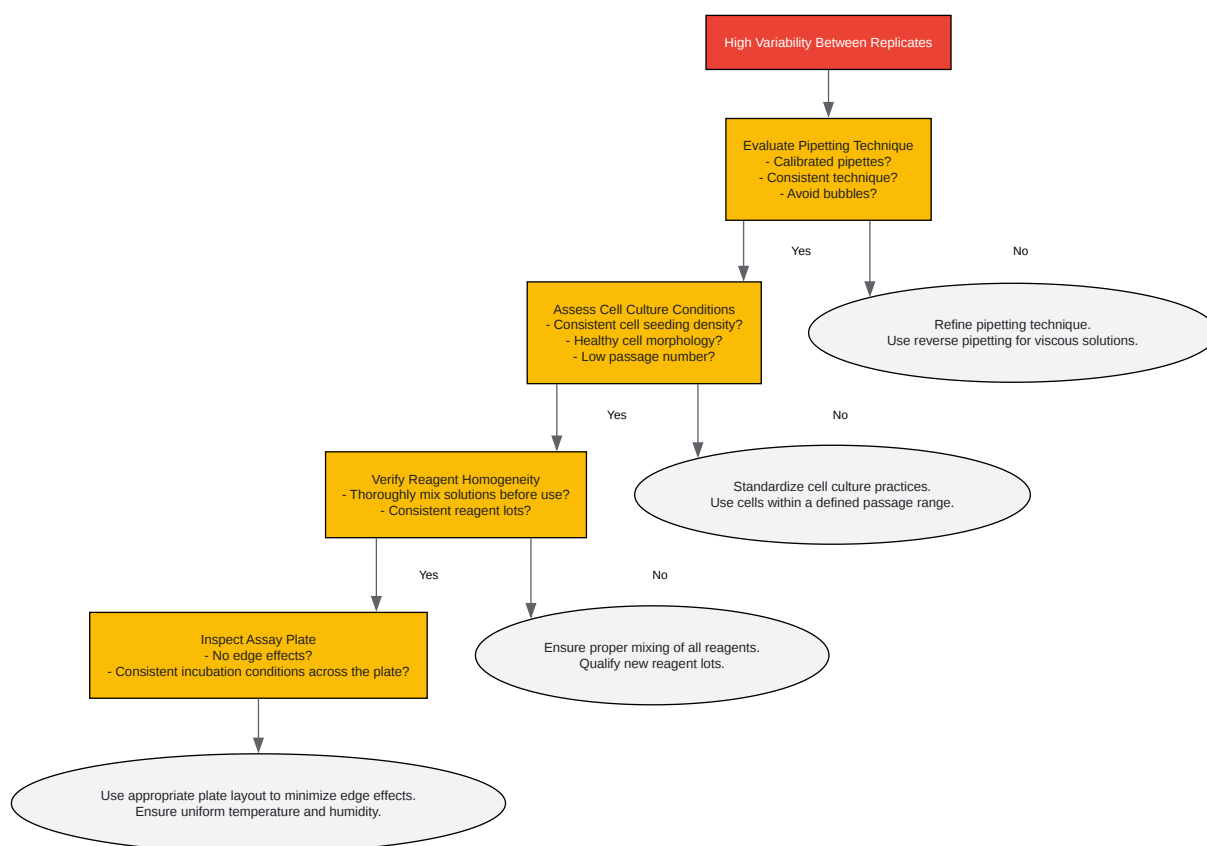 High Variability Between Replicates
Evaluate Pipetting Technique
- Calibrated pipettes?
- Consistent technique?
- Avoid bubbles?
Yes
No
Assess Cell Culture Conditions
- Consistent cell seeding density?
- Healthy cell morphology?
- Low passage number?
Refine pipetting technique.
Use reverse pipetting for viscous solutions.
Yes
No
Verify Reagent Homogeneity
- Thoroughly mix solutions before use?
- Consistent reagent lots?
Standardize cell culture practices.
Use cells within a defined passage range.
Yes
No
Inspect Assay Plate
- No edge effects?
- Consistent incubation conditions across the plate?
Ensure proper mixing of all reagents.
Qualify new reagent lots.
Use appropriate plate layout to minimize edge effects.
Ensure uniform temperature and humidity.